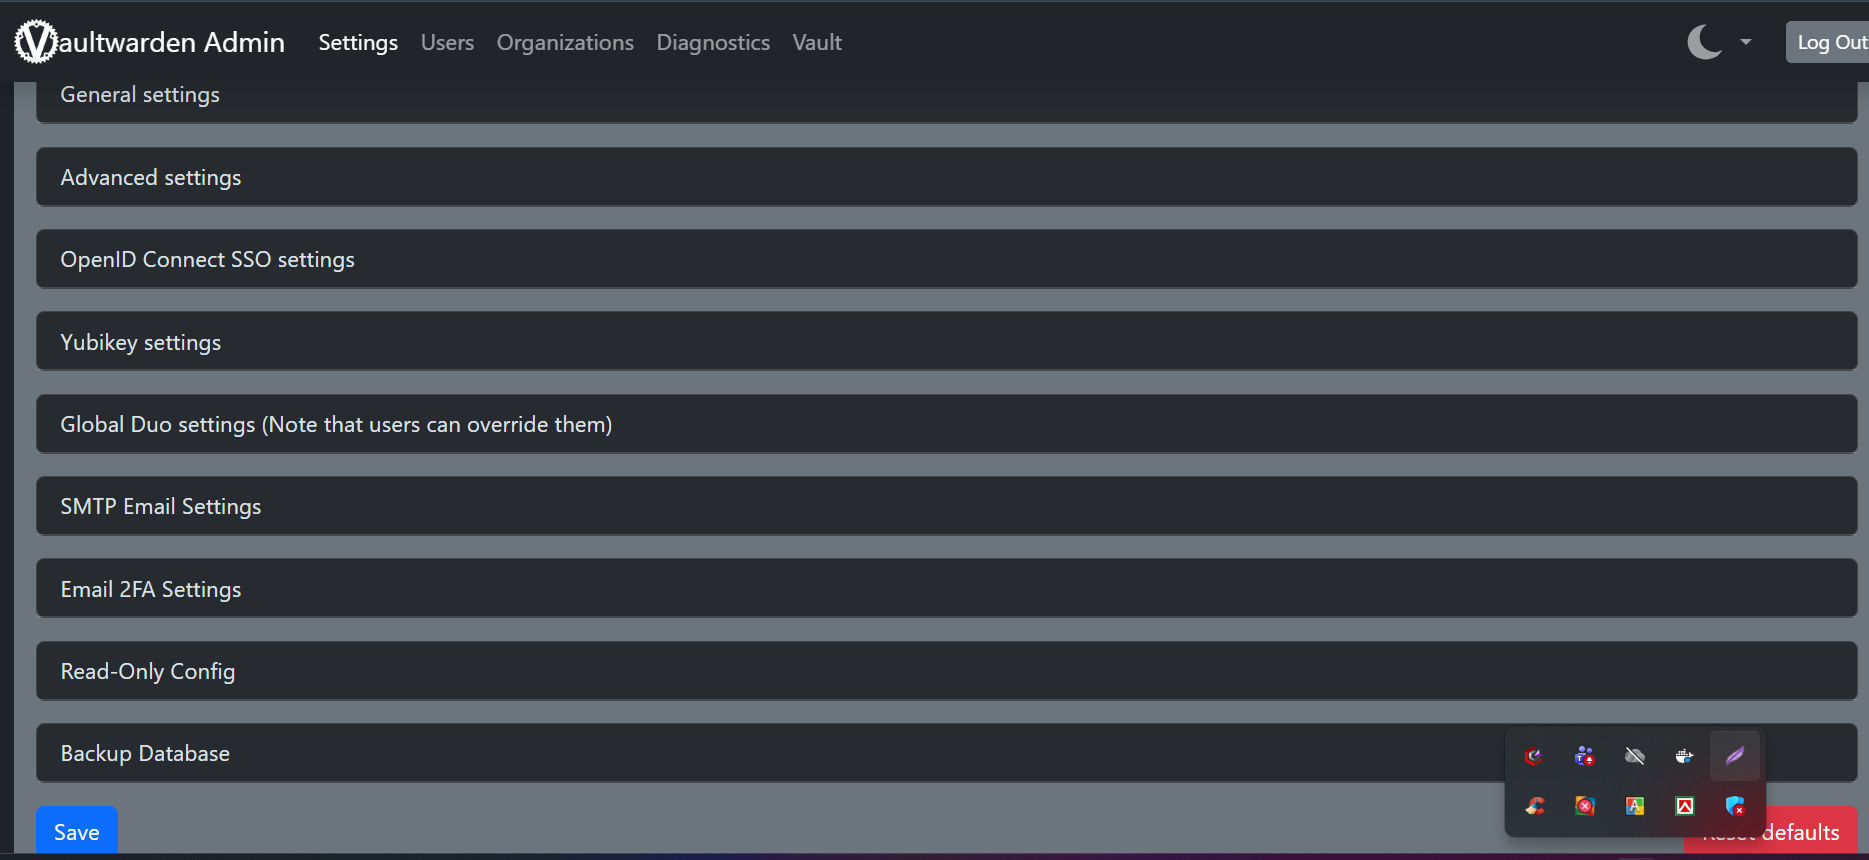 Vaultwarden Admin Settings Users Organizations Diagnostics Vault Log Out
General settings
Advanced settings
OpenID Connect SSO settings
Yubikey settings
Global Duo settings (Note that users can override them)
SMTP Email Settings
Email 2FA Settings
Read-Only Config
Backup Database
Save defaults